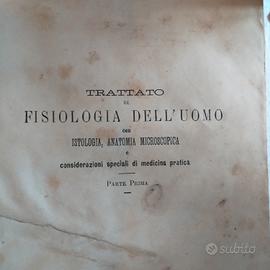 TRATTATO
DI
FISIOLOGIA DELL'UOMO
CON
ISTOLOGIA, ANATOMIA MICROSCOPICA
e
considerazioni speciali di medicina pratica
PARTE PRIMA
subito